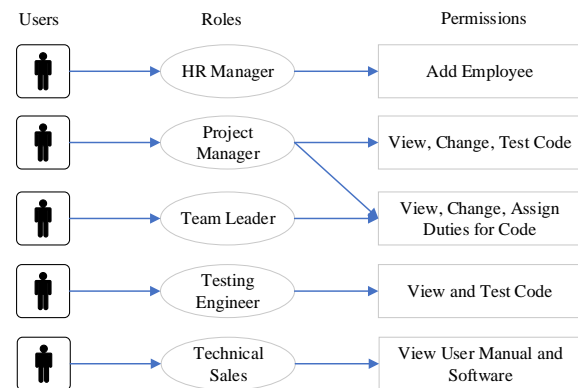 Users Roles Permissions
HR Manager Add Employee
Project
Manager
View, Change, Test Code
Team Leader
View, Change, Assign
Duties for Code
Testing
Engineer
View and Test Code
Technical
Sales
View User Manual and
Software